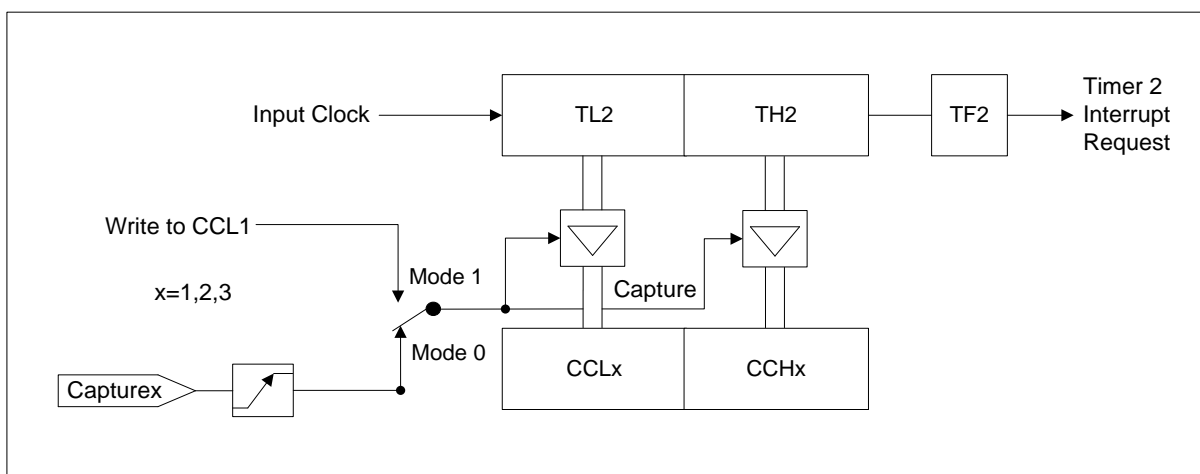 Input Clock
TL2
TH2
TF2
Timer 2
Interrupt
Request
Write to CCL1
x=1,2,3
Mode 1
Capture
Mode 0
Capturex
CCLx
CCHx